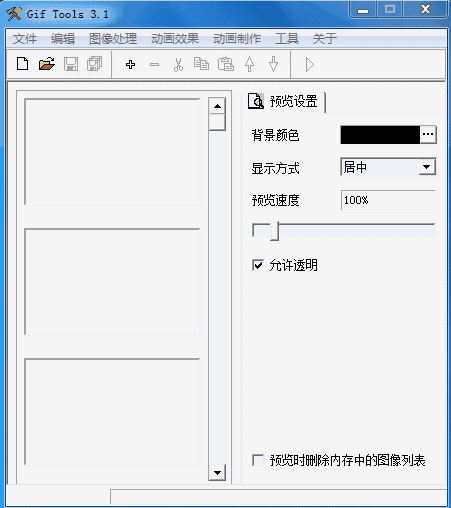 Gif Tools 3.1
文件 编辑 图像处理 动画效果 动画制作 工具 关于
预览设置
背景颜色
显示方式 居中
预览速度 100%
允许透明
预览时删除内存中的图像列表